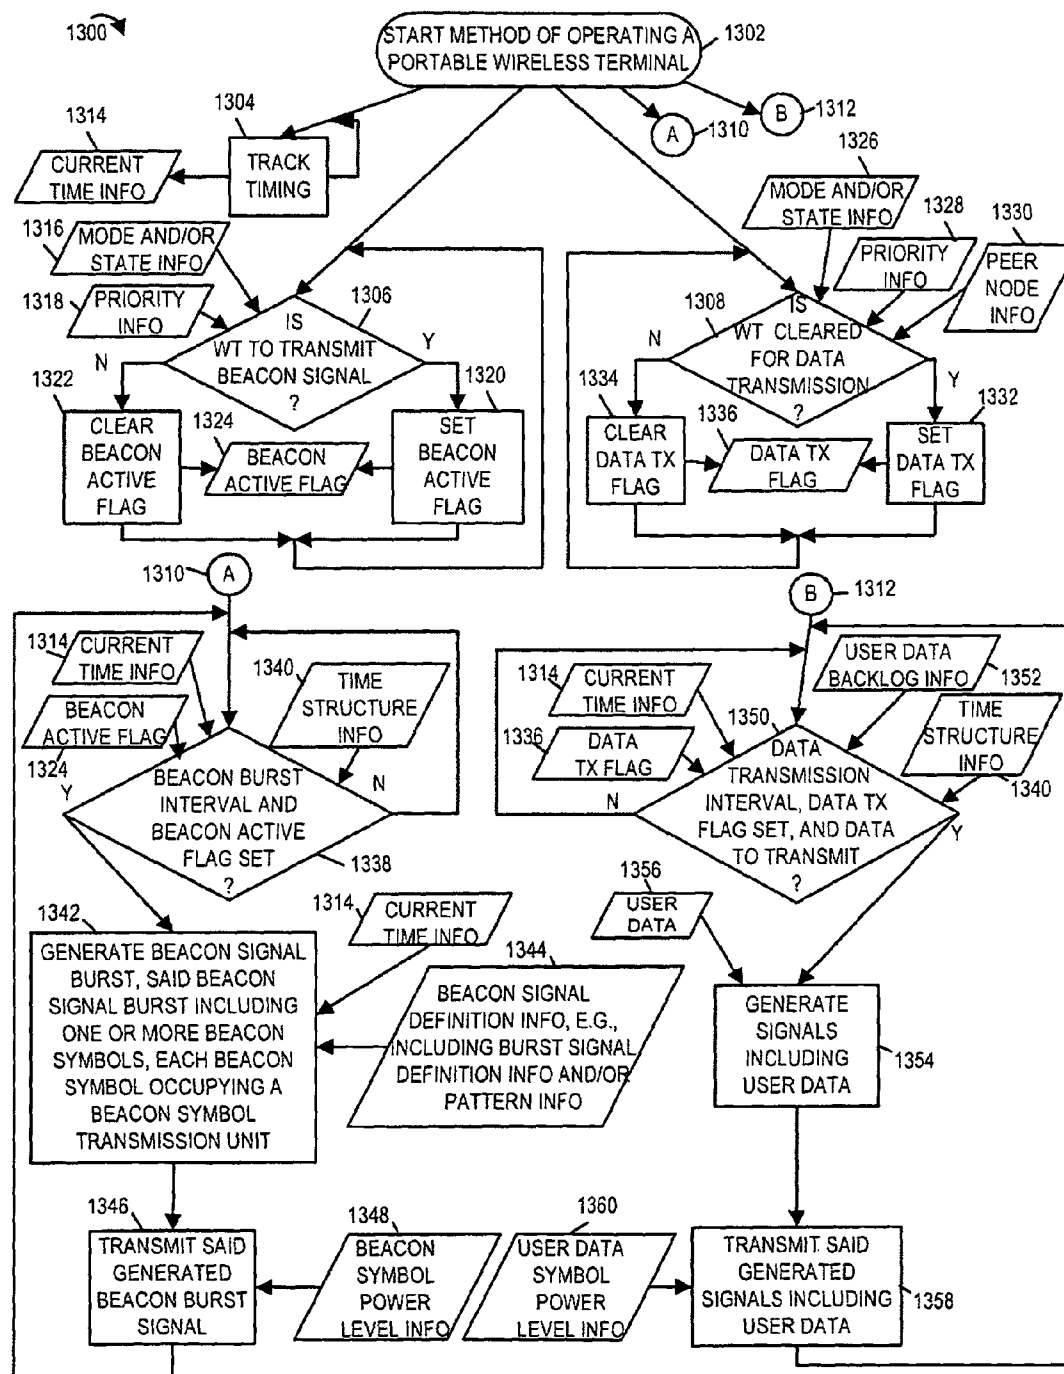 1300
START METHOD OF OPERATING A
PORTABLE WIRELESS TERMINAL
1302
A
1310
B
1312
1314
CURRENT
TIME INFO
1304
TRACK
TIMING
1316
MODE AND/OR
STATE INFO
1318
PRIORITY
INFO
1306
IS
WT TO TRANSMIT
BEACON SIGNAL
?
N
Y
1322
CLEAR
BEACON
ACTIVE
FLAG
1324
BEACON
ACTIVE FLAG
1320
SET
BEACON
ACTIVE
FLAG
1326
MODE AND/OR
STATE INFO
1328
PRIORITY
INFO
1330
PEER
NODE
INFO
1308
IS
WT CLEARED
FOR DATA
TRANSMISSION
?
N
Y
1334
CLEAR
DATA TX
FLAG
1336
DATA TX
FLAG
1332
SET
DATA TX
FLAG
1310
A
1314
CURRENT
TIME INFO
BEACON
ACTIVE FLAG
1324
1340
TIME
STRUCTURE
INFO
BEACON BURST
INTERVAL AND
BEACON ACTIVE
FLAG SET
?
Y
N
1338
1342
GENERATE BEACON SIGNAL
BURST, SAID BEACON
SIGNAL BURST INCLUDING
ONE OR MORE BEACON
SYMBOLS, EACH BEACON
SYMBOL OCCUPYING A
BEACON SYMBOL
TRANSMISSION UNIT
1314
CURRENT
TIME INFO
1344
BEACON SIGNAL
DEFINITION INFO, E.G.,
INCLUDING BURST SIGNAL
DEFINITION INFO AND/OR
PATTERN INFO
1346
TRANSMIT SAID
GENERATED
BEACON BURST
SIGNAL
1348
BEACON
SYMBOL
POWER
LEVEL INFO
B
1312
1314
CURRENT
TIME INFO
1336
DATA
TX FLAG
USER DATA
BACKLOG INFO
1352
TIME
STRUCTURE
INFO
1340
1350
DATA
TRANSMISSION
INTERVAL, DATA TX
FLAG SET, AND DATA
TO TRANSMIT
?
N
Y
1356
USER
DATA
GENERATE
SIGNALS
INCLUDING
USER DATA
1354
1360
USER DATA
SYMBOL
POWER
LEVEL INFO
TRANSMIT SAID
GENERATED
SIGNALS INCLUDING
USER DATA
1358